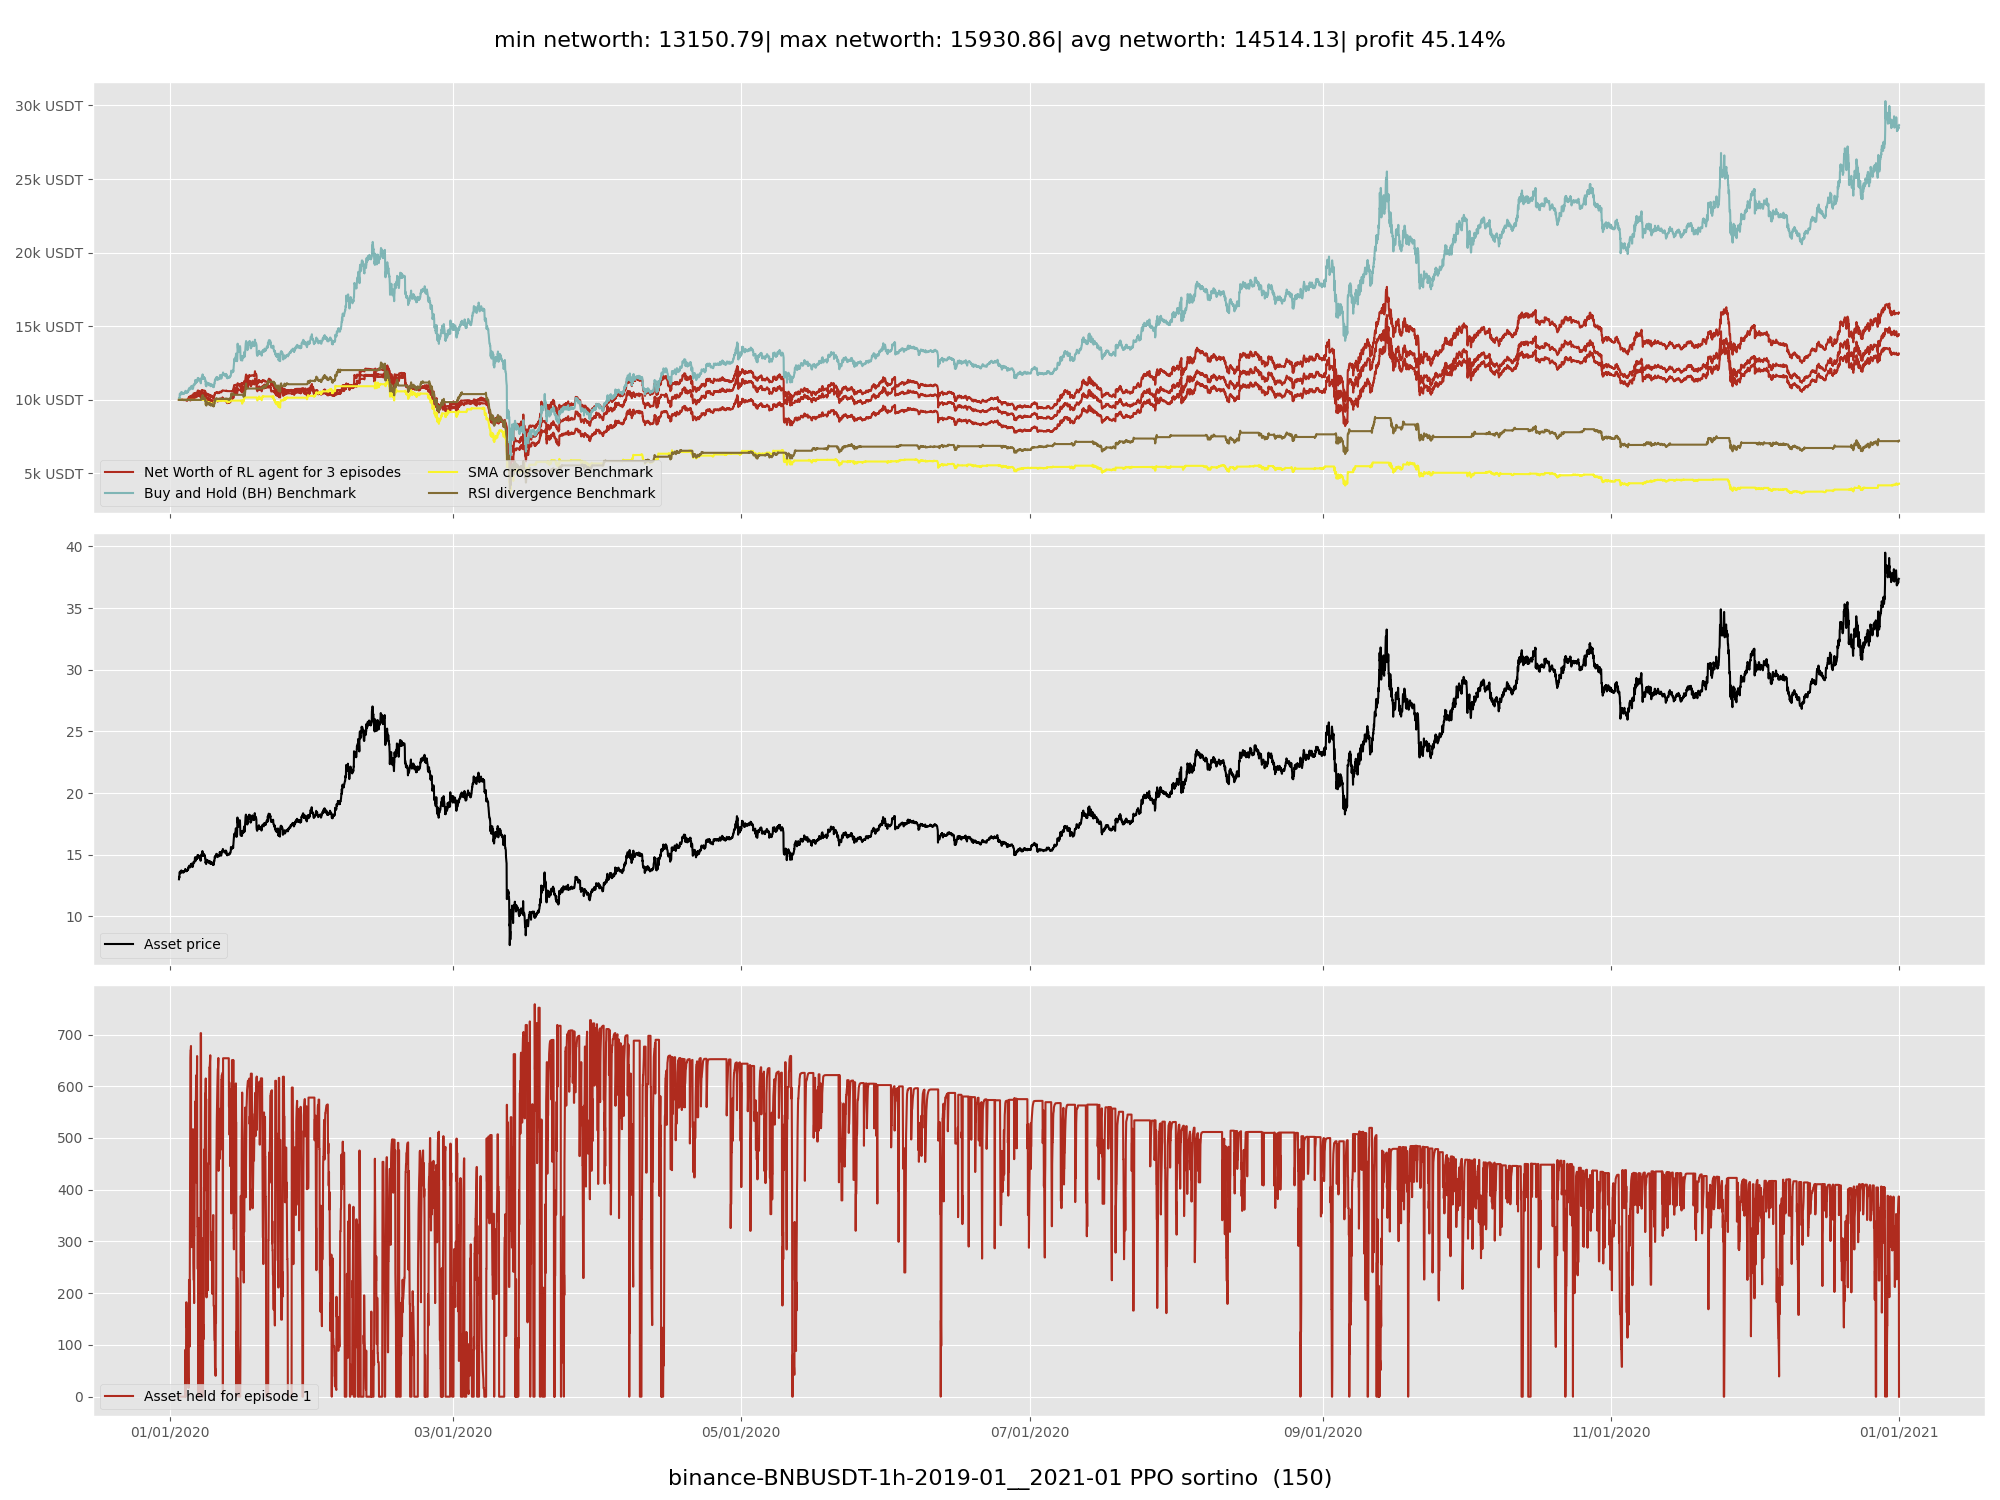 min networth: 13150.79| max networth: 15930.86| avg networth: 14514.13| profit 45.14%
30k USDT
25k USDT
20k USDT
15k USDT
10k USDT
5k USDT
Net Worth of RL agent for 3 episodes
Buy and Hold (BH) Benchmark
SMA crossover Benchmark
RSI divergence Benchmark
40
35
30
25
20
15
10
Asset price
700
600
500
400
300
200
100
0
Asset held for episode 1
01/01/2020 03/01/2020 05/01/2020 07/01/2020 09/01/2020 11/01/2020 01/01/2021
binance-BNBUSDT-1h-2019-01__2021-01 PPO sortino (150)